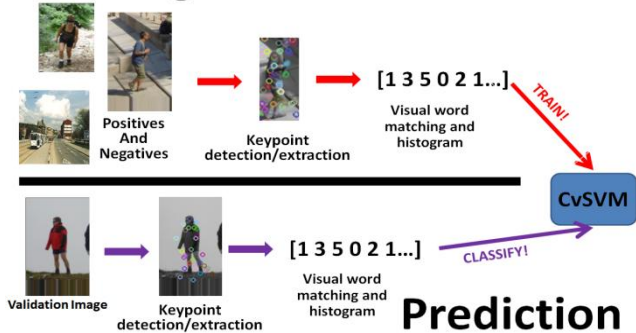 Positives
And
Negatives
Keypoint
detection/extraction
[1 3 5 0 2 1...]
Visual word
matching and
histogram
TRAIN!
CvSVM
Validation Image
Keypoint
detection/extraction
[1 3 5 0 2 1...]
Visual word
matching and
histogram
CLASSIFY!
Prediction